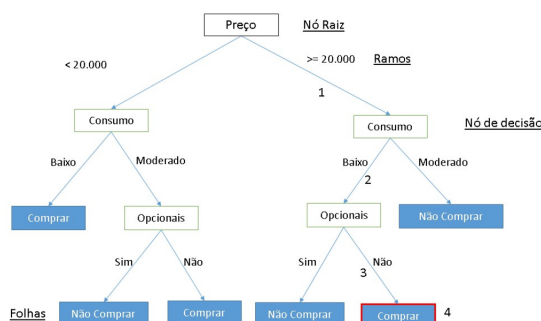 Preço
Nó Raiz
< 20.000
>= 20.000
Ramos
1
Consumo
Consumo
Nó de decisão
Baixo
Moderado
Baixo
Moderado
2
Comprar
Opcionais
Opcionais
Não Comprar
Sim
Não
Sim
3
Não
Folhas
Não Comprar
Comprar
Não Comprar
Comprar
4